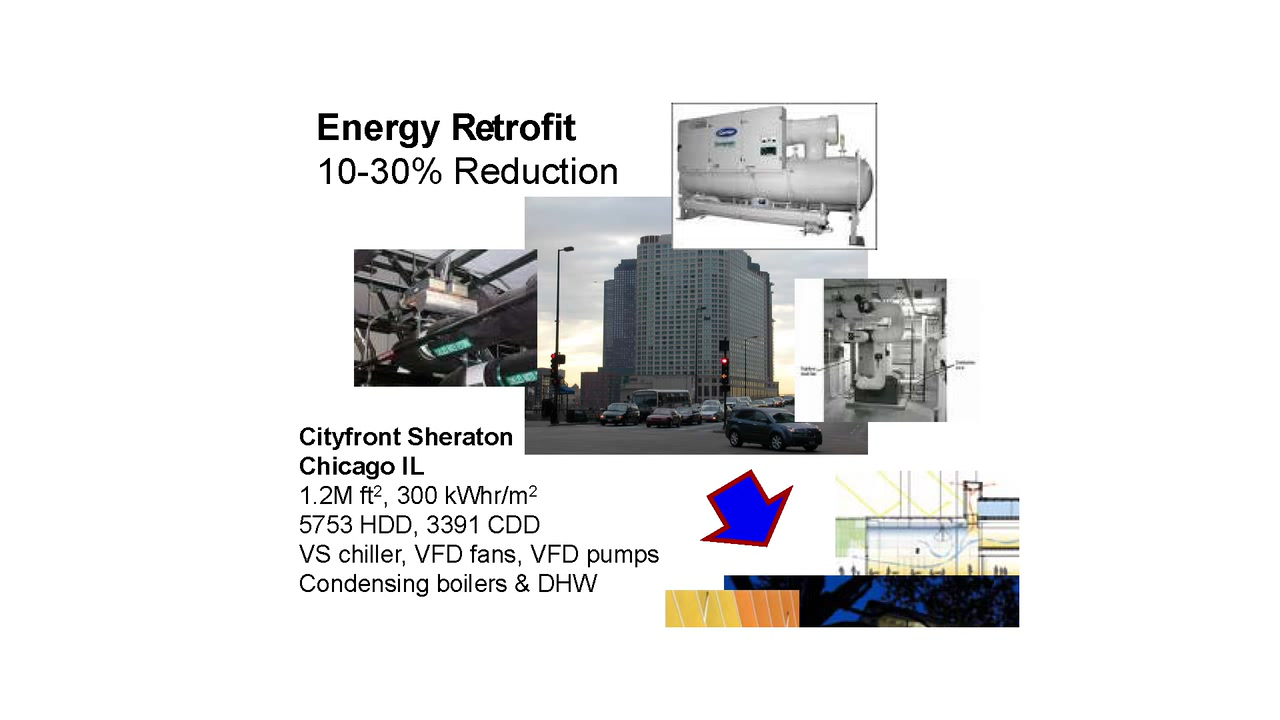 Energy Retrofit
10-30% Reduction
Cityfront Sheraton
Chicago IL
1.2M ft², 300 kWhr/m²
5753 HDD, 3391 CDD
VS chiller, VFD fans, VFD pumps
Condensing boilers & DHW